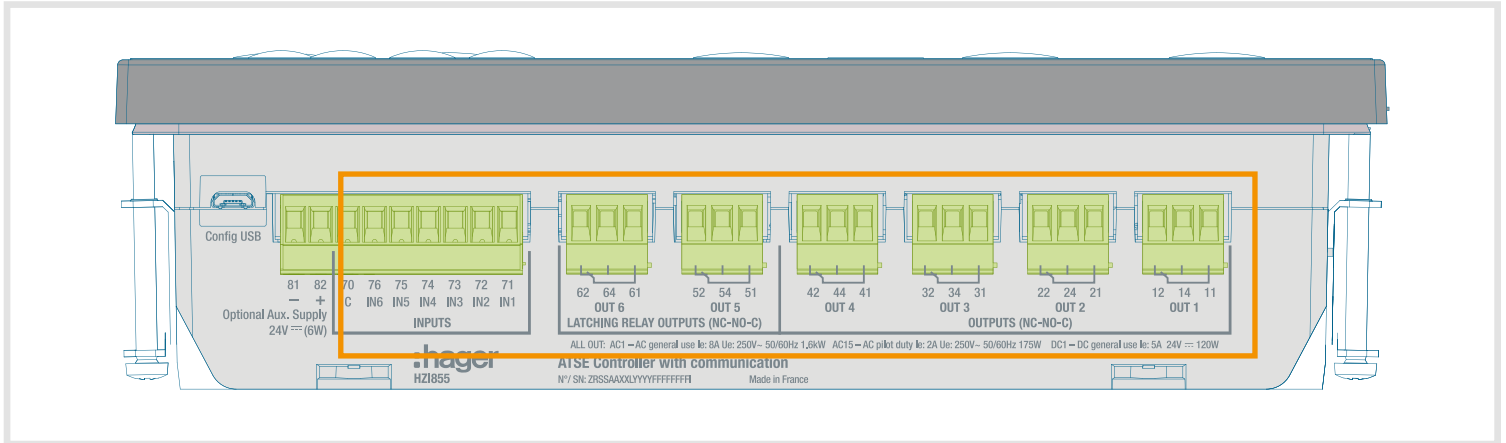 Config USB
81 82 70 76 75 74 73 72 71
– + C IN6 IN5 IN4 IN3 IN2 IN1
Optional Aux. Supply
24V ⎓ (6W)
INPUTS
62 64 61 52 54 51 42 44 41 32 34 31 22 24 21 12 14 11
OUT 6 OUT 5 OUT 4 OUT 3 OUT 2 OUT 1
LATCHING RELAY OUTPUTS (NC-NO-C) OUTPUTS (NC-NO-C)
ALL OUT: AC1 – AC general use Ie: 8A Ue: 250V~ 50/60Hz 1,6kW AC15 – AC pilot duty Ie: 2A Ue: 250V~ 50/60Hz 175W DC1 – DC general use Ie: 5A 24V ⎓ 120W
:hager
HZI855
ATSE Controller with communication
N°/ SN: ZRSSAAXXLYYYYFFFFFFFFI Made in France